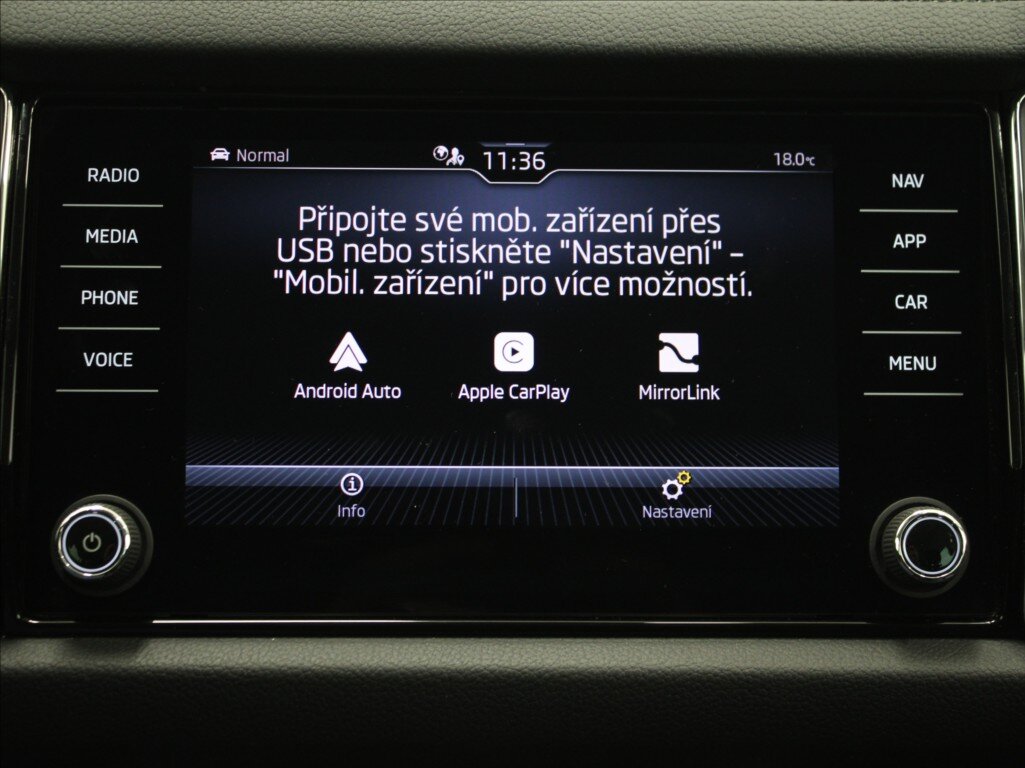 Normal
11:36
18.0°C
RADIO
MEDIA
PHONE
VOICE
Připojte své mob. zařízení přes
USB nebo stiskněte "Nastavení" –
"Mobil. zařízení" pro více možností.
Android Auto
Apple CarPlay
MirrorLink
Info
Nastavení
NAV
APP
CAR
MENU